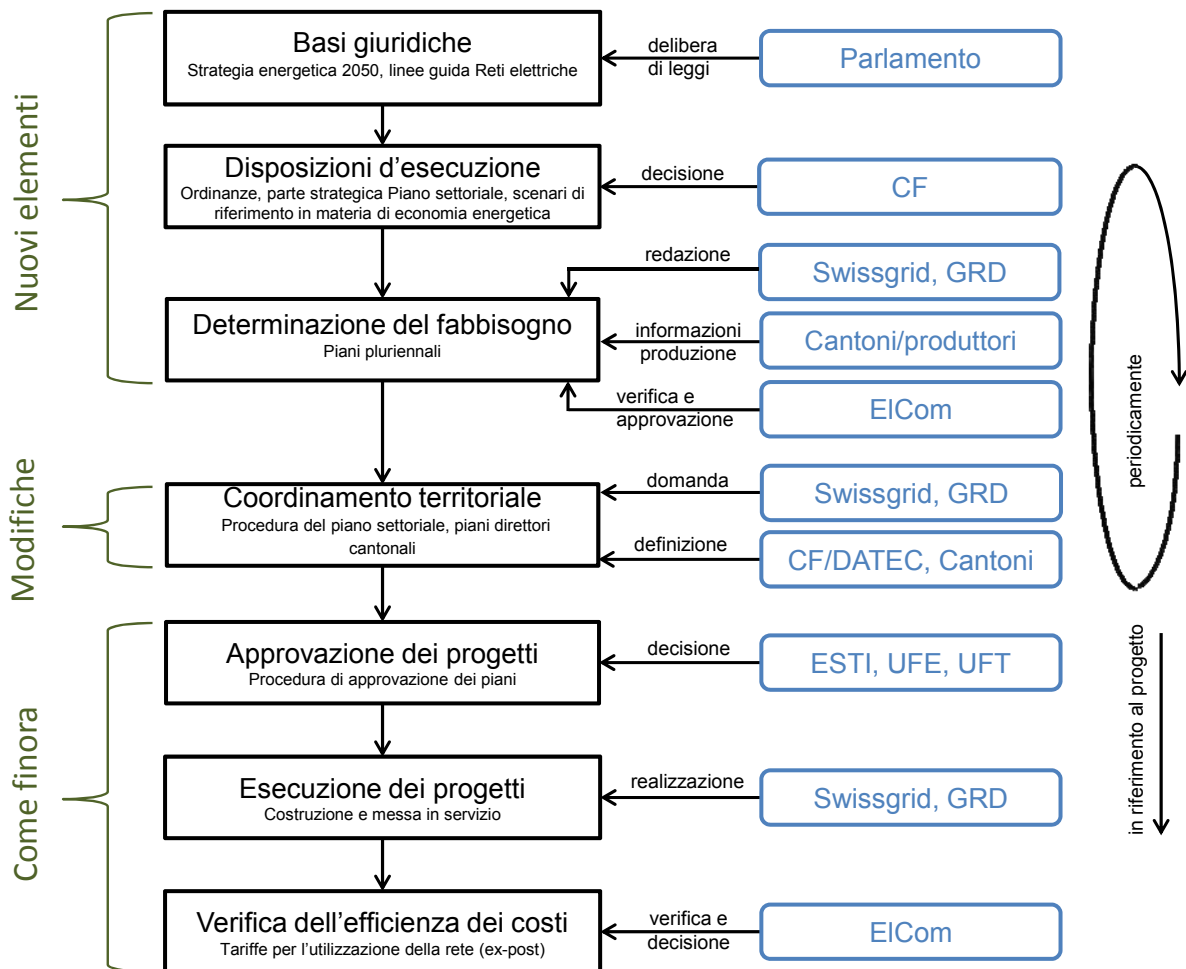 Nuovi elementi
Basi giuridiche
Strategia energetica 2050, linee guida Reti elettriche
delibera
di leggi
Parlamento
Disposizioni d'esecuzione
Ordinanze, parte strategica Piano settoriale, scenari di
riferimento in materia di economia energetica
decisione
CF
Determinazione del fabbisogno
Piani pluriennali
redazione
Swissgrid, GRD
informazioni
produzione
Cantoni/produttori
verifica e
approvazione
ElCom
periodicamente
Modifiche
Coordinamento territoriale
Procedura del piano settoriale, piani direttori
cantonali
domanda
Swissgrid, GRD
definizione
CF/DATEC, Cantoni
Come finora
Approvazione dei progetti
Procedura di approvazione dei piani
decisione
ESTI, UFE, UFT
in riferimento al progetto
Esecuzione dei progetti
Costruzione e messa in servizio
realizzazione
Swissgrid, GRD
Verifica dell'efficienza dei costi
Tariffe per l'utilizzazione della rete (ex-post)
verifica e
decisione
ElCom